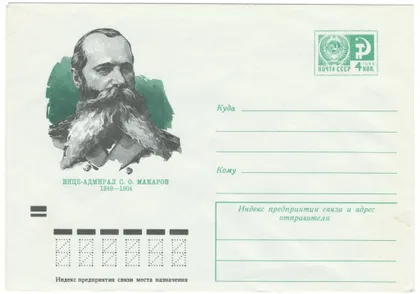 ПОЧТА СССР
4 КОП.
Куда
Кому
ВИЦЕ-АДМИРАЛ С. О. МАКАРОВ
1848—1904
Индекс предприятия связи и адрес
отправителя
Индекс предприятия связи места назначения